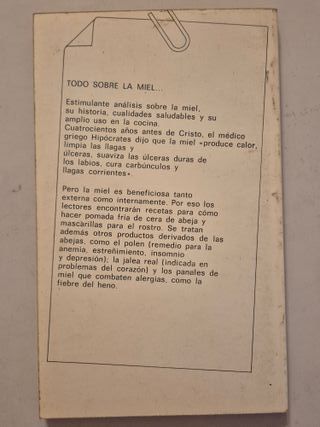 TODO SOBRE LA MIEL...
Estimulante análisis sobre la miel,
su historia, cualidades saludables y su
amplio uso en la cocina.
Cuatrocientos años antes de Cristo, el médico
griego Hipócrates dijo que la miel «produce calor,
limpia las llagas y
úlceras, suaviza las úlceras duras de
los labios, cura carbúnculos y
llagas corrientes».
Pero la miel es beneficiosa tanto
externa como internamente. Por eso los
lectores encontrarán recetas para cómo
hacer pomada fría de cera de abeja y
mascarillas para el rostro. Se tratan
además otros productos derivados de las
abejas, como el polen (remedio para la
anemia, estreñimiento, insomnio
y depresión); la jalea real (indicada en
problemas del corazón) y los panales de
miel que combaten alergias, como la
fiebre del heno.